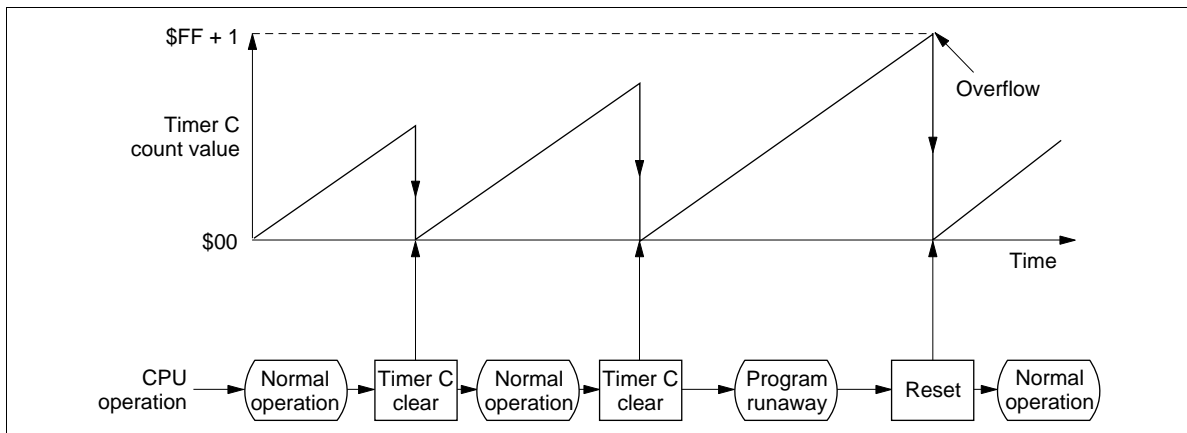 $FF + 1
Overflow
Timer C
count value
$00
Time
CPU
operation
Normal
operation
Timer C
clear
Normal
operation
Timer C
clear
Program
runaway
Reset
Normal
operation